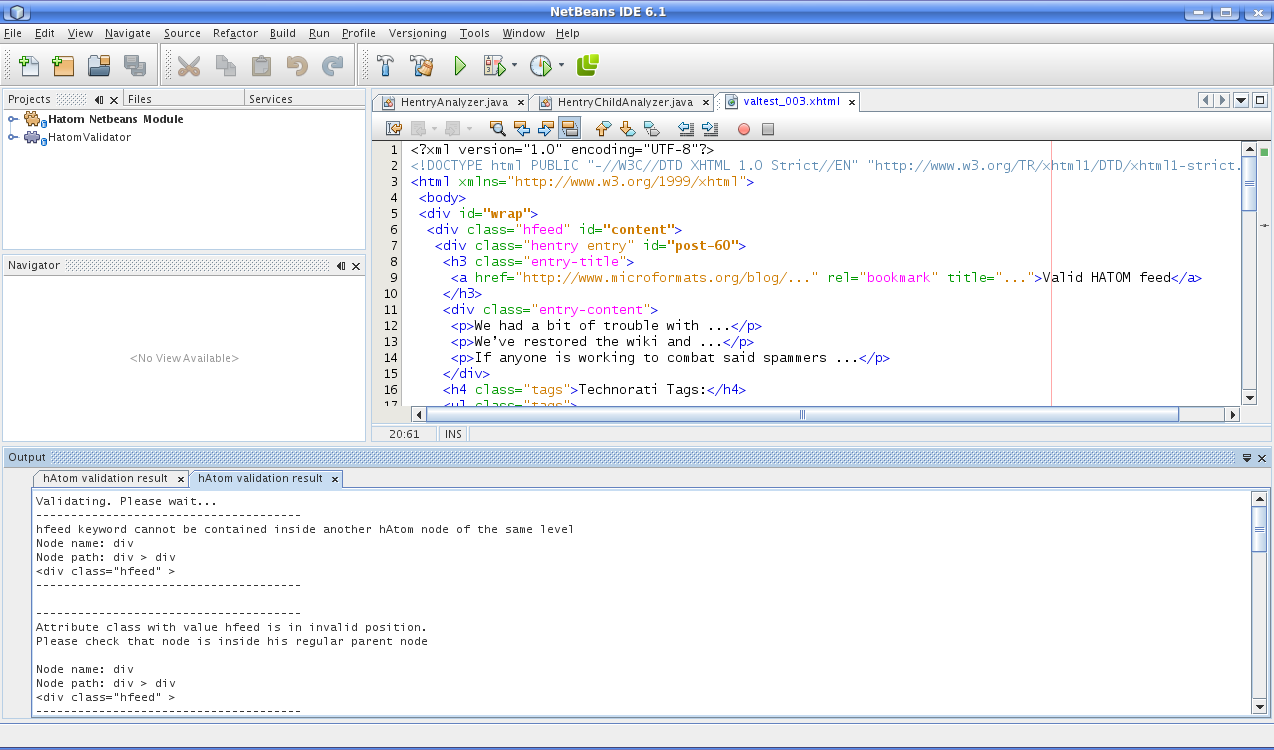 NetBeans IDE 6.1
File Edit View Navigate Source Refactor Build Run Profile Versioning Tools Window Help
Projects Files Services
Hatom Netbeans Module
HatomValidator
Navigator
<No View Available>
HentryAnalyzer.java HentryChildAnalyzer.java valtest_003.xhtml
1 <?xml version="1.0" encoding="UTF-8"?>
2 <!DOCTYPE html PUBLIC "-//W3C//DTD XHTML 1.0 Strict//EN" "http://www.w3.org/TR/xhtml1/DTD/xhtml1-strict.
3 <html xmlns="http://www.w3.org/1999/xhtml">
4 <body>
5 <div id="wrap">
6 <div class="hfeed" id="content">
7 <div class="hentry entry" id="post-60">
8 <h3 class="entry-title">
9 <a href="http://www.microformats.org/blog/..." rel="bookmark" title="...">Valid HATOM feed</a>
10 </h3>
11 <div class="entry-content">
12 <p>We had a bit of trouble with ...</p>
13 <p>We've restored the wiki and ...</p>
14 <p>If anyone is working to combat said spammers ...</p>
15 </div>
16 <h4 class="tags">Technorati Tags:</h4>
17 <ul class="tags">
20:61 INS
Output
hAtom validation result hAtom validation result
Validating. Please wait...
--------------------------------------
hfeed keyword cannot be contained inside another hAtom node of the same level
Node name: div
Node path: div > div
<div class="hfeed" >
--------------------------------------
--------------------------------------
Attribute class with value hfeed is in invalid position.
Please check that node is inside his regular parent node
Node name: div
Node path: div > div
<div class="hfeed" >
--------------------------------------